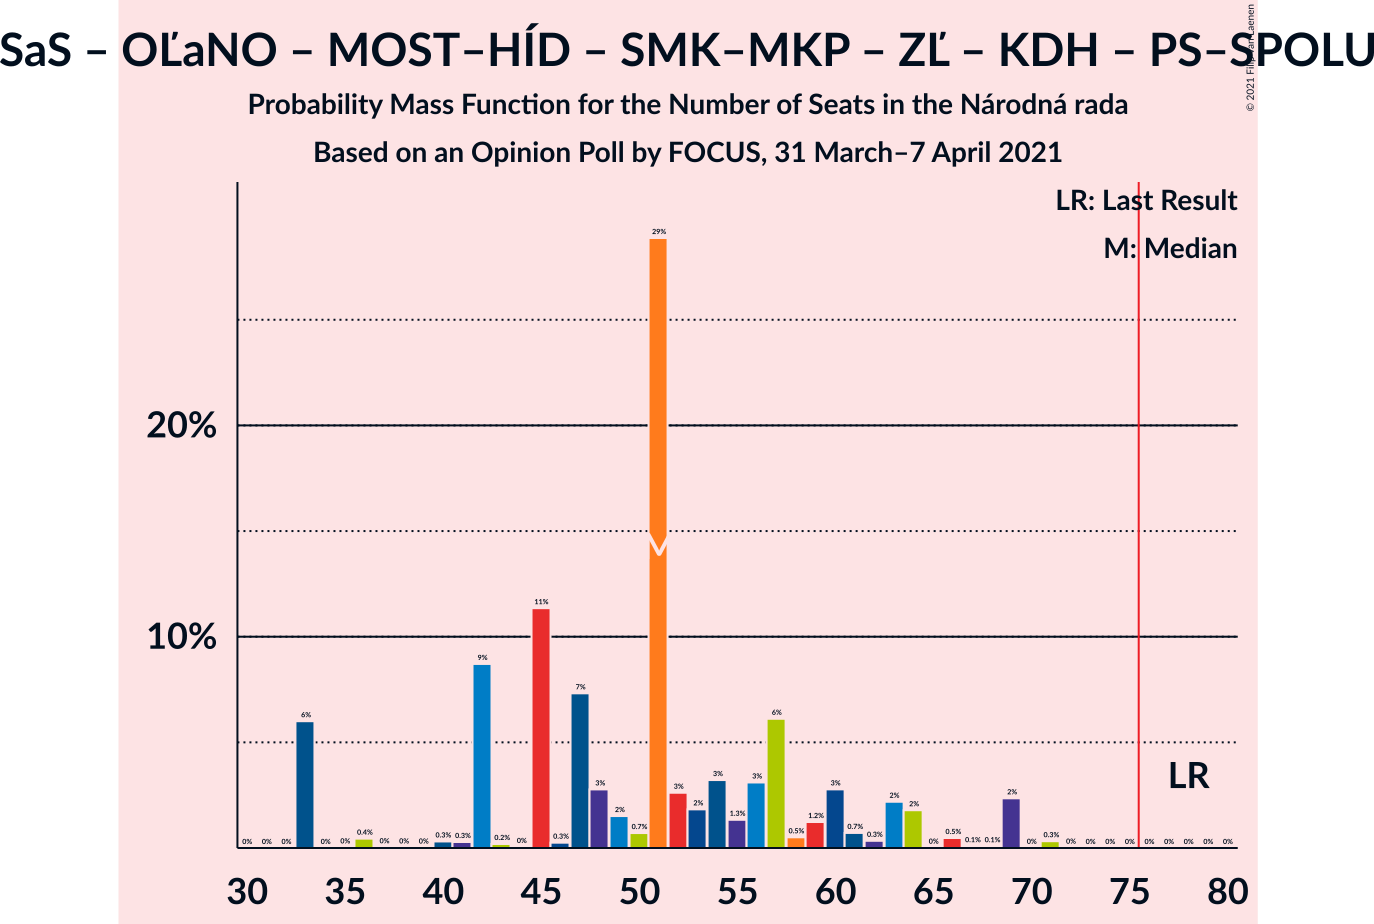 SaS – OĽaNO – MOST–HÍD – SMK–MKP – ZĽ – KDH – PS–SPOLU
© 2021 Filip van Laenen
Probability Mass Function for the Number of Seats in the Národná rada
Based on an Opinion Poll by FOCUS, 31 March–7 April 2021
LR: Last Result
M: Median
20%
10%
0% 0% 0% 6% 0% 0% 0.4% 0% 0% 0% 0.3% 0.3% 9% 0.2% 0% 11% 0.3% 7% 3% 2% 0.7% 29% 3% 2% 3% 1.3% 3% 6% 0.5% 1.2% 3% 0.7% 0.3% 2% 2% 0% 0.5% 0.1% 0.1% 2% 0% 0.3% 0% 0% 0% 0% 0% 0% 0% 0% 0%
LR
30 35 40 45 50 55 60 65 70 75 80